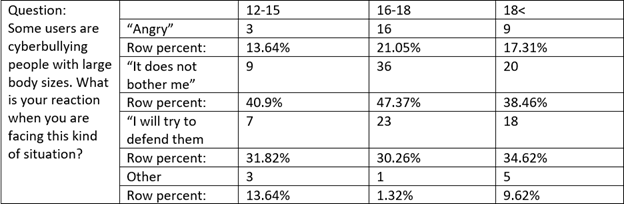 Question: 12-15 16-18 18<
Some users are
cyberbullying
people with large
body sizes. What
is your reaction
when you are
facing this kind
of situation?
“Angry” 3 16 9
Row percent: 13.64% 21.05% 17.31%
“It does not
bother me” 9 36 20
Row percent: 40.9% 47.37% 38.46%
“I will try to
defend them 7 23 18
Row percent: 31.82% 30.26% 34.62%
Other 3 1 5
Row percent: 13.64% 1.32% 9.62%